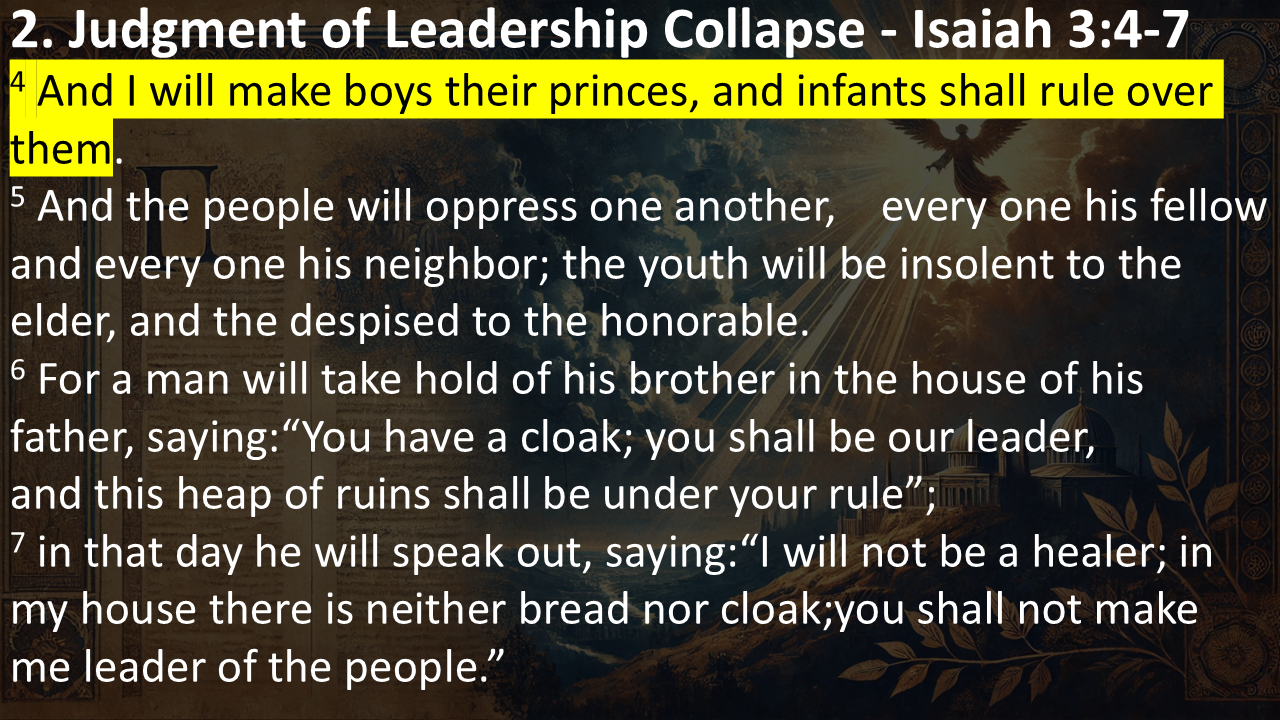 2. Judgment of Leadership Collapse - Isaiah 3:4-7
4 And I will make boys their princes, and infants shall rule over
them.
5 And the people will oppress one another,    every one his fellow
and every one his neighbor; the youth will be insolent to the
elder, and the despised to the honorable.
6 For a man will take hold of his brother in the house of his
father, saying:“You have a cloak; you shall be our leader,
and this heap of ruins shall be under your rule”;
7 in that day he will speak out, saying:“I will not be a healer; in
my house there is neither bread nor cloak;you shall not make
me leader of the people.”